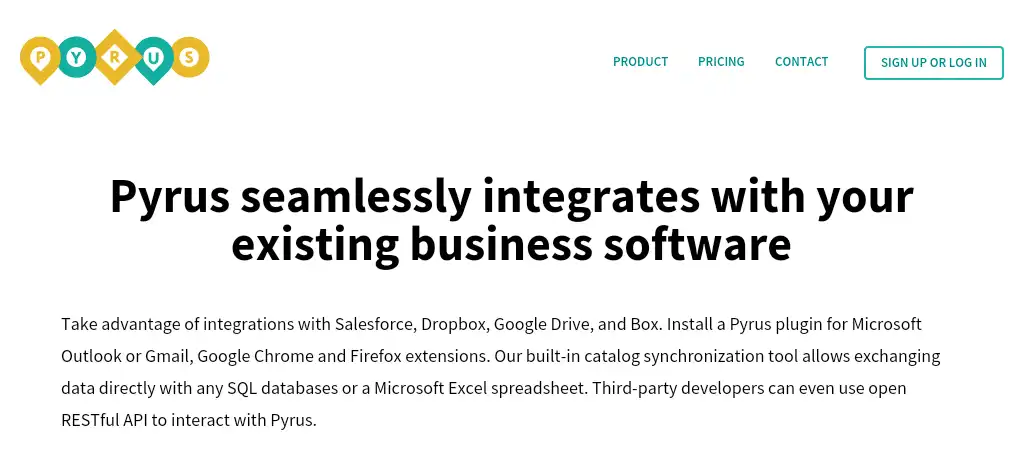 PYRUS
PRODUCT PRICING CONTACT SIGN UP OR LOG IN
Pyrus seamlessly integrates with your
existing business software
Take advantage of integrations with Salesforce, Dropbox, Google Drive, and Box. Install a Pyrus plugin for Microsoft
Outlook or Gmail, Google Chrome and Firefox extensions. Our built-in catalog synchronization tool allows exchanging
data directly with any SQL databases or a Microsoft Excel spreadsheet. Third-party developers can even use open
RESTful API to interact with Pyrus.